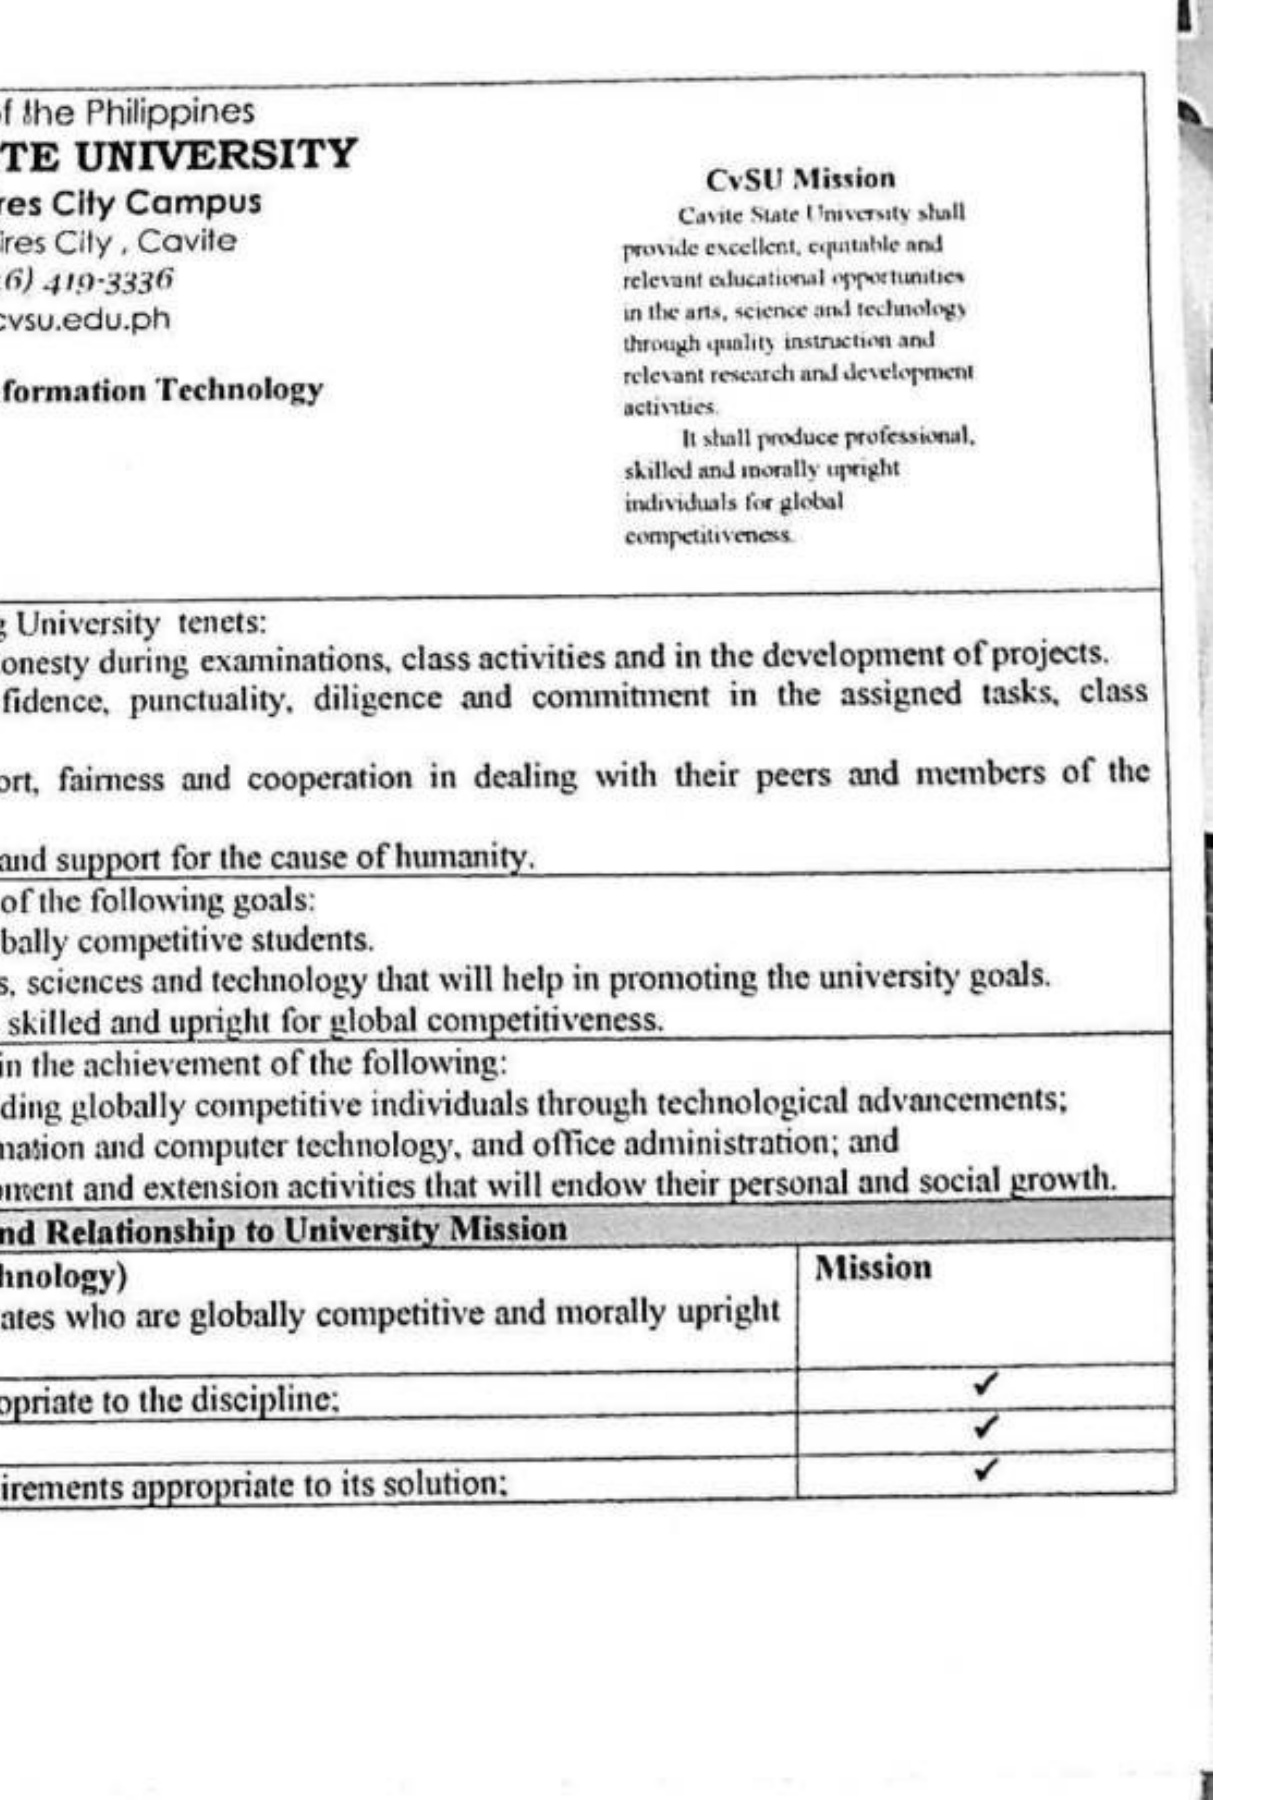 f the Philippines
TE UNIVERSITY
res City Campus
ires City , Cavite
6) 419-3336
cvsu.edu.ph
formation Technology
CvSU Mission
Cavite State University shall
provide excellent, equitable and
relevant educational opportunities
in the arts, science and technology
through quality instruction and
relevant research and development
activities.
It shall produce professional,
skilled and morally upright
individuals for global
competitiveness.
g University tenets:
onesty during examinations, class activities and in the development of projects.
fidence, punctuality, diligence and commitment in the assigned tasks, class
ort, fairness and cooperation in dealing with their peers and members of the
and support for the cause of humanity.
of the following goals:
bally competitive students.
s, sciences and technology that will help in promoting the university goals.
skilled and upright for global competitiveness.
in the achievement of the following:
ding globally competitive individuals through technological advancements;
mation and computer technology, and office administration; and
pment and extension activities that will endow their personal and social growth.
nd Relationship to University Mission
hnology)
Mission
ates who are globally competitive and morally upright
opriate to the discipline;
✓
✓
irements appropriate to its solution;
✓